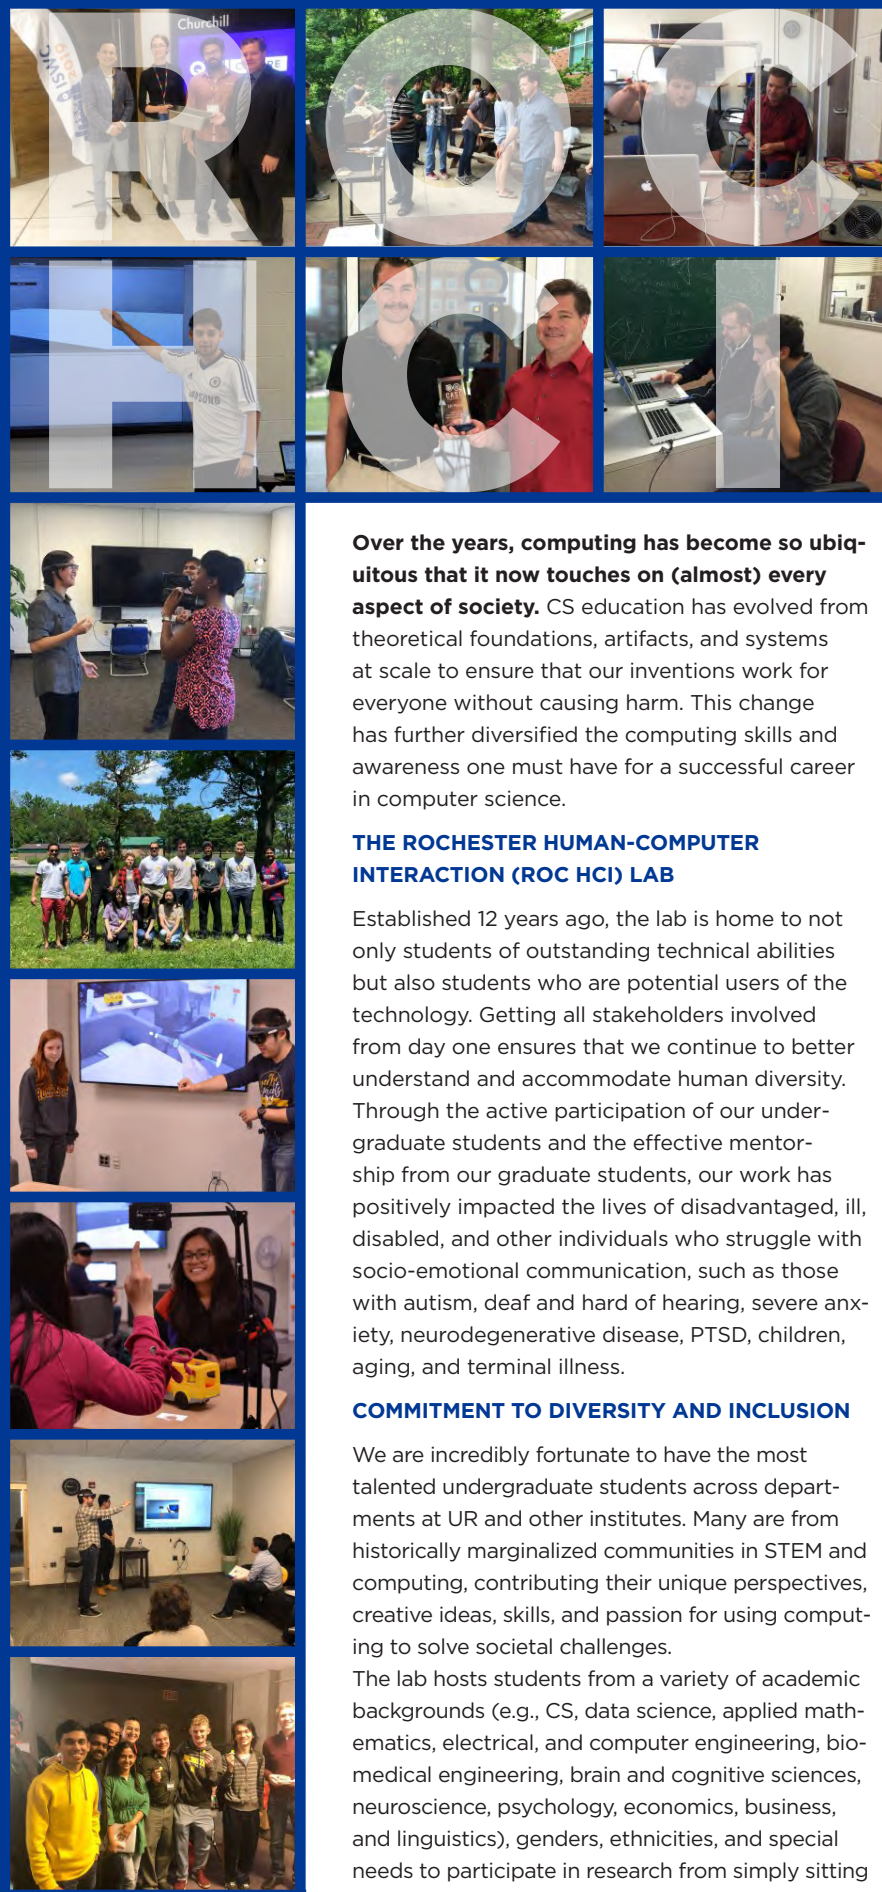 ROC
HCI
Churchill
ISWC
2019
SAMSUNG
Over the years, computing has become so ubiq-
uitous that it now touches on (almost) every
aspect of society. CS education has evolved from
theoretical foundations, artifacts, and systems
at scale to ensure that our inventions work for
everyone without causing harm. This change
has further diversified the computing skills and
awareness one must have for a successful career
in computer science.
THE ROCHESTER HUMAN-COMPUTER
INTERACTION (ROC HCI) LAB
Established 12 years ago, the lab is home to not
only students of outstanding technical abilities
but also students who are potential users of the
technology. Getting all stakeholders involved
from day one ensures that we continue to better
understand and accommodate human diversity.
Through the active participation of our under-
graduate students and the effective mentor-
ship from our graduate students, our work has
positively impacted the lives of disadvantaged, ill,
disabled, and other individuals who struggle with
socio-emotional communication, such as those
with autism, deaf and hard of hearing, severe anx-
iety, neurodegenerative disease, PTSD, children,
aging, and terminal illness.
COMMITMENT TO DIVERSITY AND INCLUSION
We are incredibly fortunate to have the most
talented undergraduate students across depart-
ments at UR and other institutes. Many are from
historically marginalized communities in STEM and
computing, contributing their unique perspectives,
creative ideas, skills, and passion for using comput-
ing to solve societal challenges.
The lab hosts students from a variety of academic
backgrounds (e.g., CS, data science, applied math-
ematics, electrical, and computer engineering, bio-
medical engineering, brain and cognitive sciences,
neuroscience, psychology, economics, business,
and linguistics), genders, ethnicities, and special
needs to participate in research from simply sitting